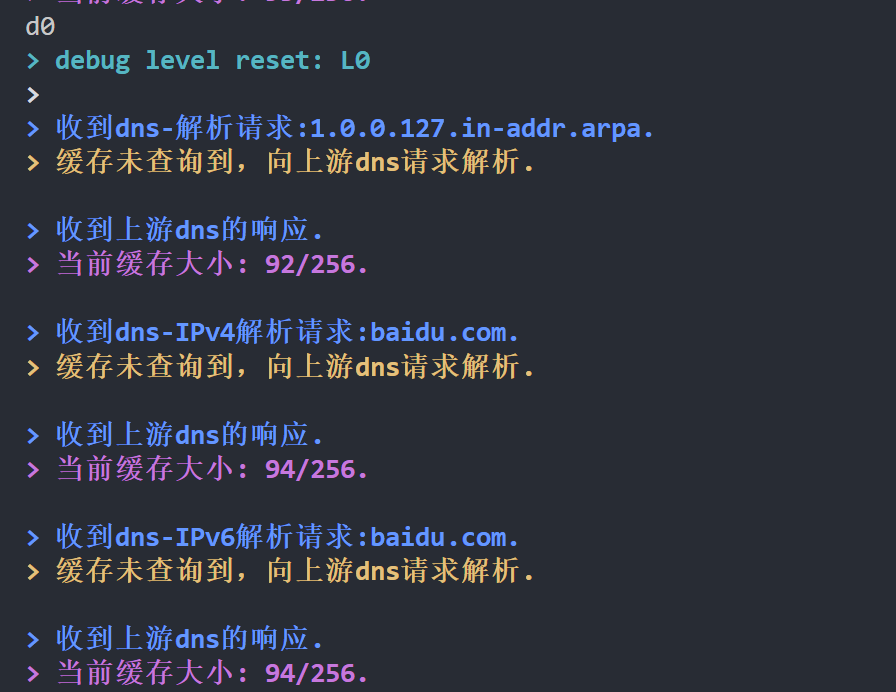 d0
> debug level reset: L0
>
> 收到dns-解析请求:1.0.0.127.in-addr.arpa.
> 缓存未查询到，向上游dns请求解析.
> 收到上游dns的响应.
> 当前缓存大小: 92/256.
> 收到dns-IPv4解析请求:baidu.com.
> 缓存未查询到，向上游dns请求解析.
> 收到上游dns的响应.
> 当前缓存大小: 94/256.
> 收到dns-IPv6解析请求:baidu.com.
> 缓存未查询到，向上游dns请求解析.
> 收到上游dns的响应.
> 当前缓存大小: 94/256.